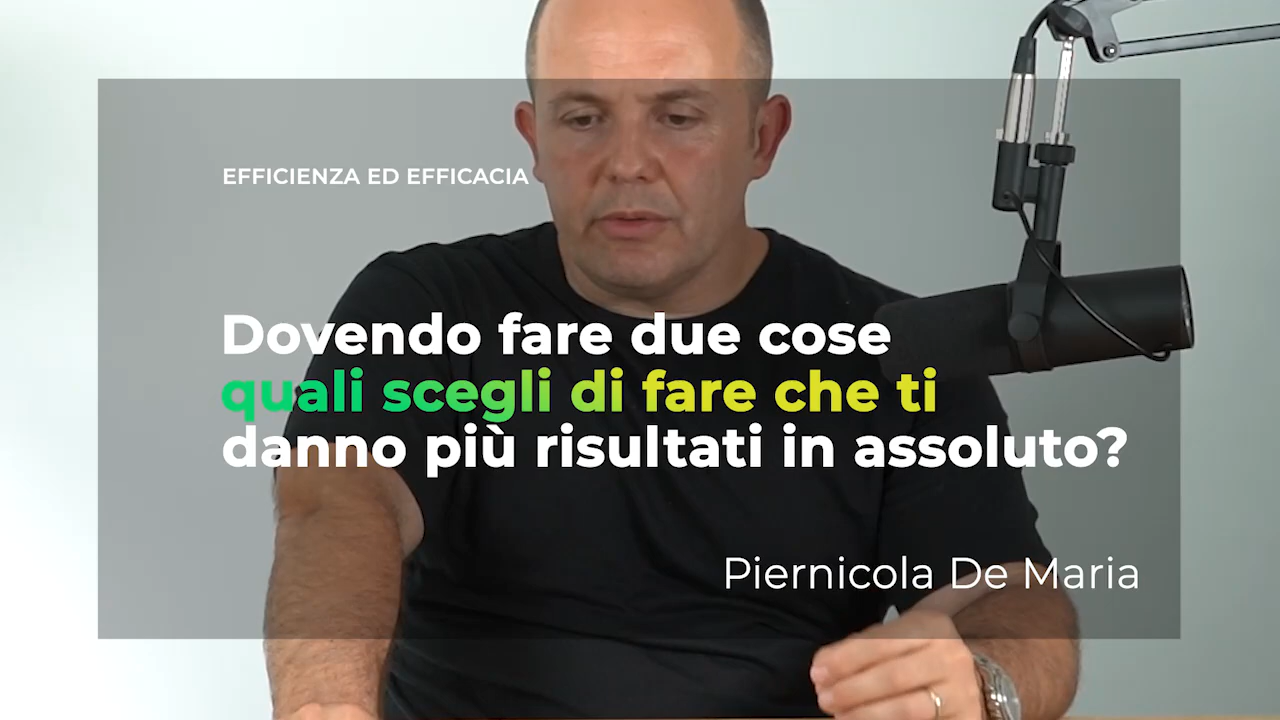 EFFICIENZA ED EFFICACIA
Dovendo fare due cose
quali scegli di fare che ti
danno più risultati in assoluto?
Piernicola De Maria